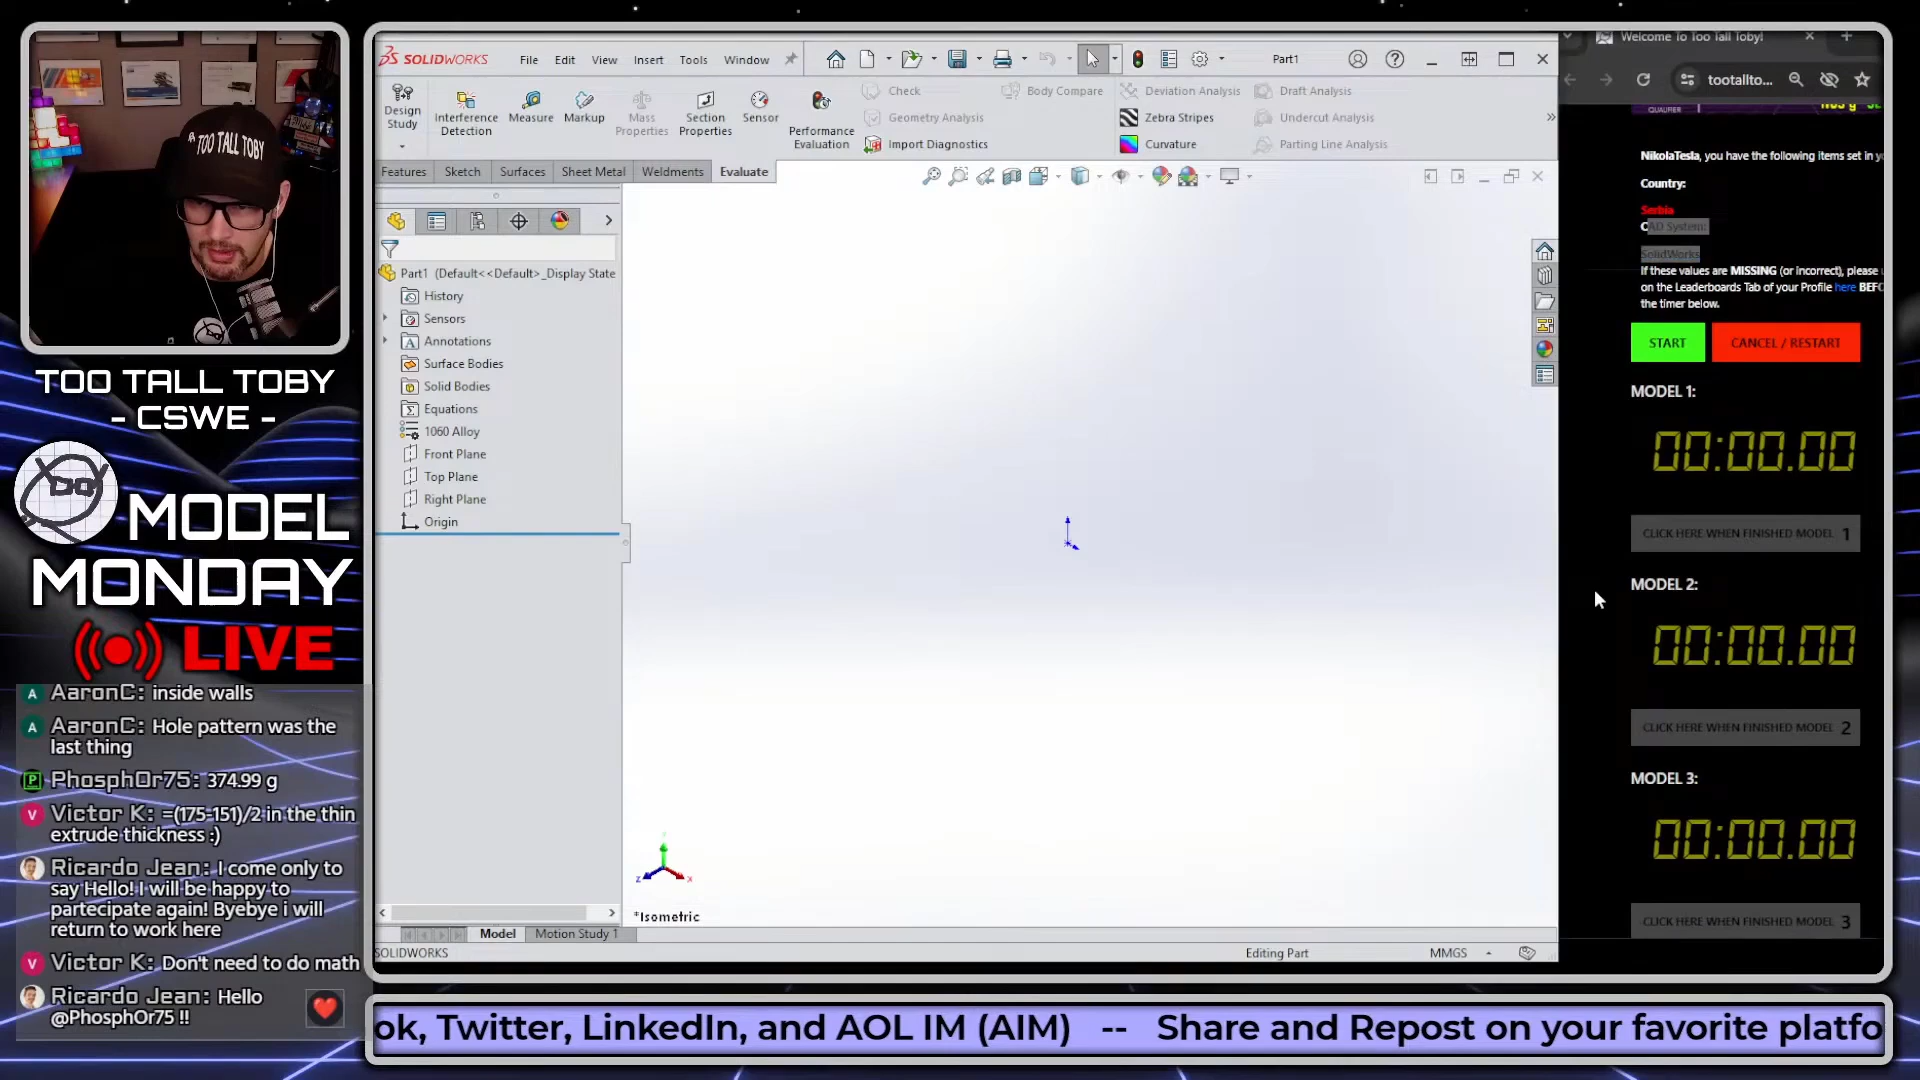 TOO TALL TOBY
TOO TALL TOBY
- CSWE -
MODEL
MONDAY
LIVE
AaronC: inside walls
AaronC: Hole pattern was the
last thing
PhosphOr75: 374.99 g
Victor K: =(175-151)/2 in the thin
extrude thickness :)
Ricardo Jean: I come only to
say Hello! I will be happy to
partecipate again! Byebye i will
return to work here
Victor K: Don't need to do math
Ricardo Jean: Hello
@PhosphOr75 !!
SOLIDWORKS File Edit View Insert Tools Window Part1
Design
Study
Interference
Detection
Measure
Markup
Mass
Properties
Section
Properties
Sensor
Performance
Evaluation
Check
Geometry Analysis
Import Diagnostics
Body Compare
Deviation Analysis
Zebra Stripes
Curvature
Draft Analysis
Undercut Analysis
Parting Line Analysis
Features Sketch Surfaces Sheet Metal Weldments Evaluate
Part1 (Default<<Default>_Display State
History
Sensors
Annotations
Surface Bodies
Solid Bodies
Equations
1060 Alloy
Front Plane
Top Plane
Right Plane
Origin
Z X
*Isometric
Model Motion Study 1
SOLIDWORKS Editing Part MMGS
Welcome To Too Tall Toby!
tootallto...
QUALIFIER
NikolaTesla, you have the following items set in yo
Country:
Serbia
CAD System:
SolidWorks
If these values are MISSING (or incorrect), please u
on the Leaderboards Tab of your Profile here BEF
the timer below.
START CANCEL / RESTART
MODEL 1:
00:00.00
CLICK HERE WHEN FINISHED MODEL 1
MODEL 2:
00:00.00
CLICK HERE WHEN FINISHED MODEL 2
MODEL 3:
00:00.00
CLICK HERE WHEN FINISHED MODEL 3
ok, Twitter, LinkedIn, and AOL IM (AIM) -- Share and Repost on your favorite platfo